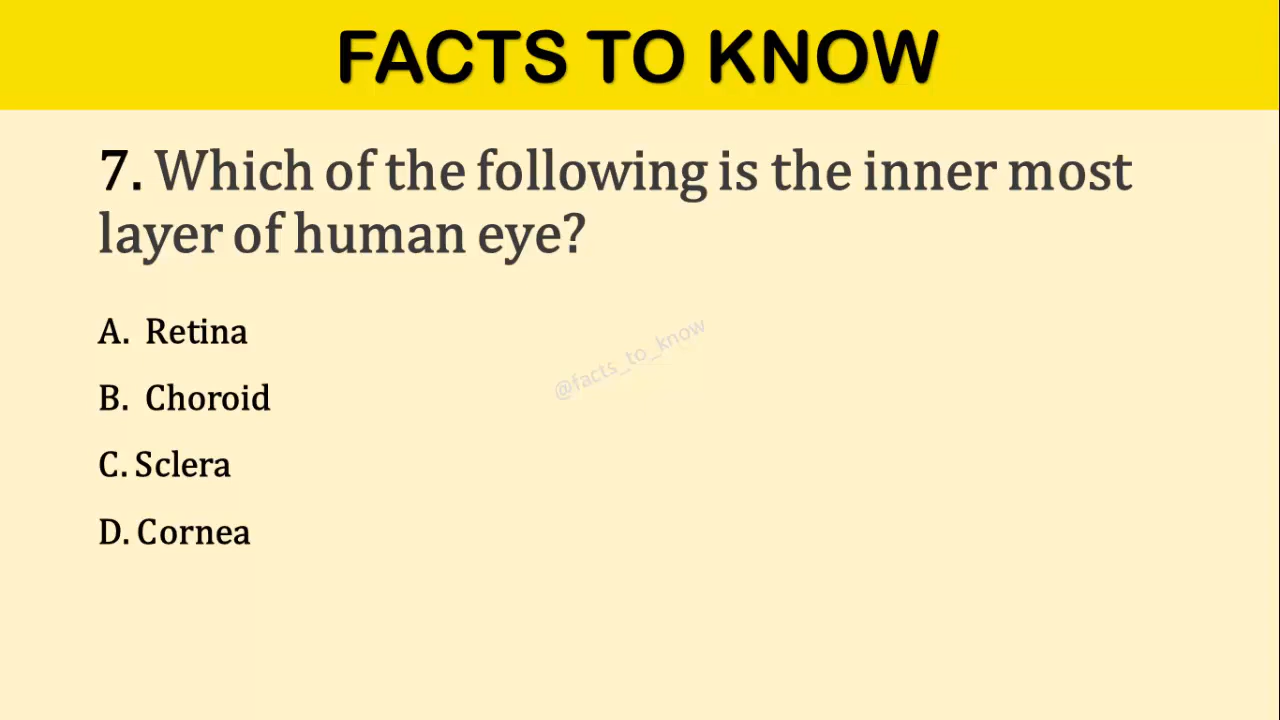 FACTS TO KNOW
7. Which of the following is the inner most
layer of human eye?
A. Retina
@facts_to_know
B. Choroid
C. Sclera
D. Cornea